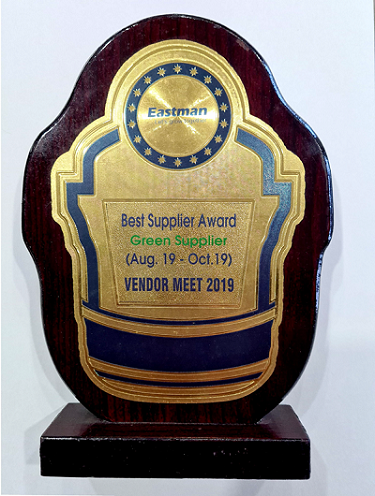 Eastman
Best Supplier Award
Green Supplier
(Aug. 19 - Oct.19)
VENDOR MEET 2019